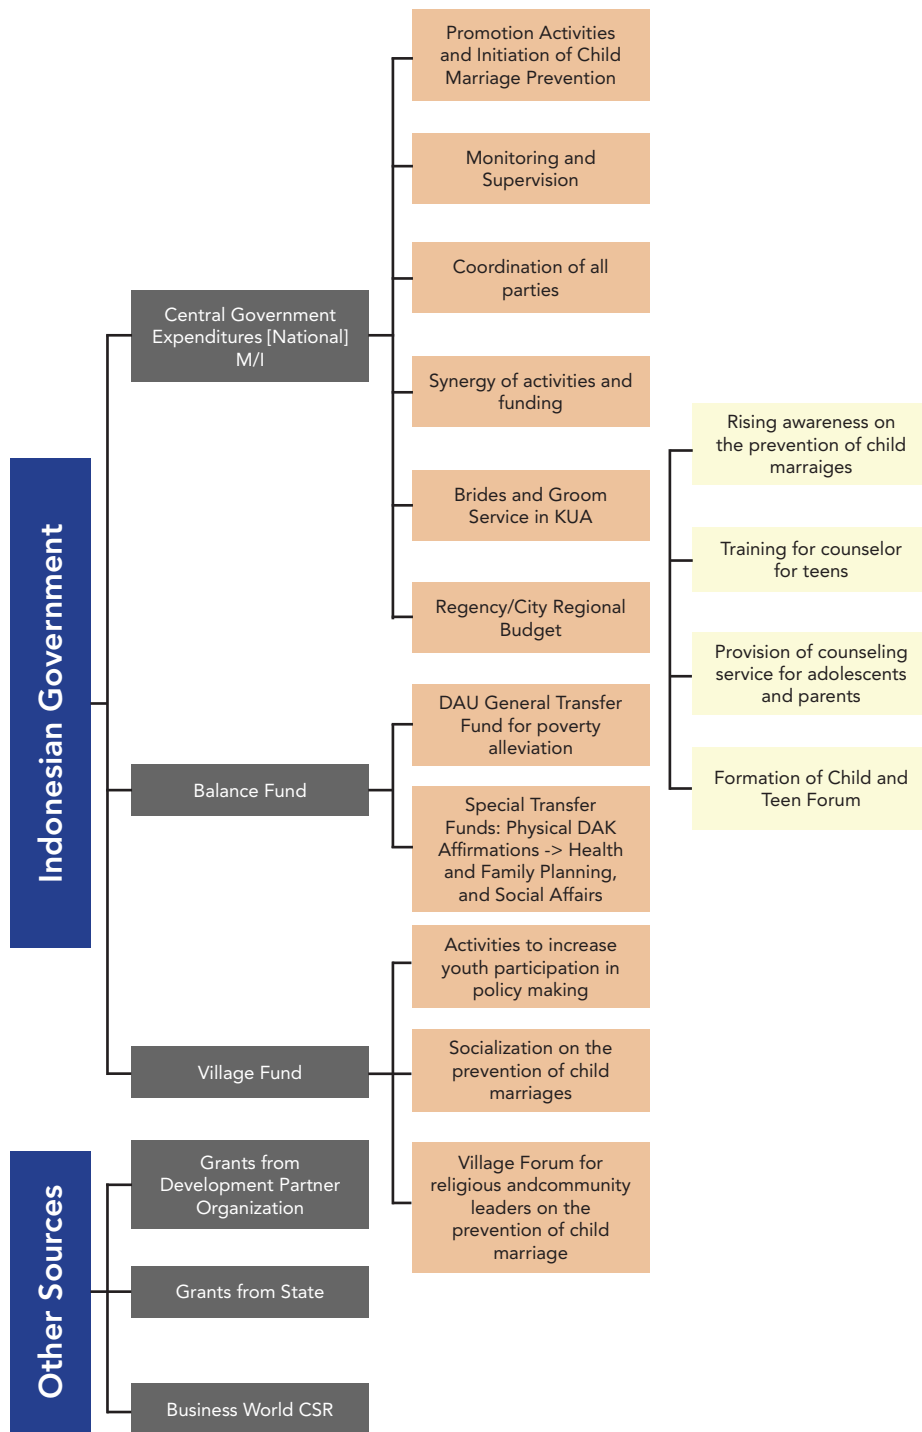 Indonesian Government
Central Government
Expenditures [National]
M/I
Promotion Activities
and Initiation of Child
Marriage Prevention
Monitoring and
Supervision
Coordination of all
parties
Synergy of activities and
funding
Brides and Groom
Service in KUA
Regency/City Regional
Budget
Rising awareness on
the prevention of child
marraiges
Training for counselor
for teens
Provision of counseling
service for adolescents
and parents
Formation of Child and
Teen Forum
Balance Fund
DAU General Transfer
Fund for poverty
alleviation
Special Transfer
Funds: Physical DAK
Affirmations -> Health
and Family Planning,
and Social Affairs
Village Fund
Activities to increase
youth participation in
policy making
Socialization on the
prevention of child
marriages
Village Forum for
religious andcommunity
leaders on the
prevention of child
marriage
Other Sources
Grants from
Development Partner
Organization
Grants from State
Business World CSR